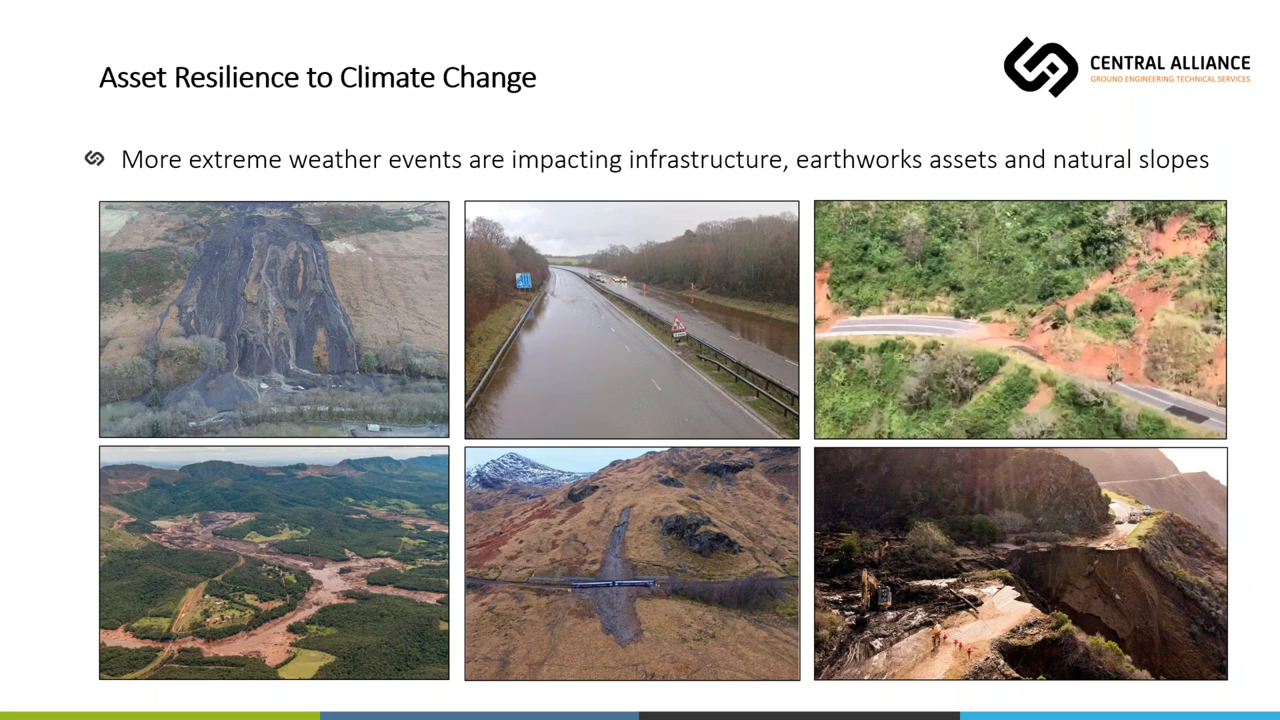 Asset Resilience to Climate Change
CENTRAL ALLIANCE
GROUND ENGINEERING TECHNICAL SERVICES
More extreme weather events are impacting infrastructure, earthworks assets and natural slopes